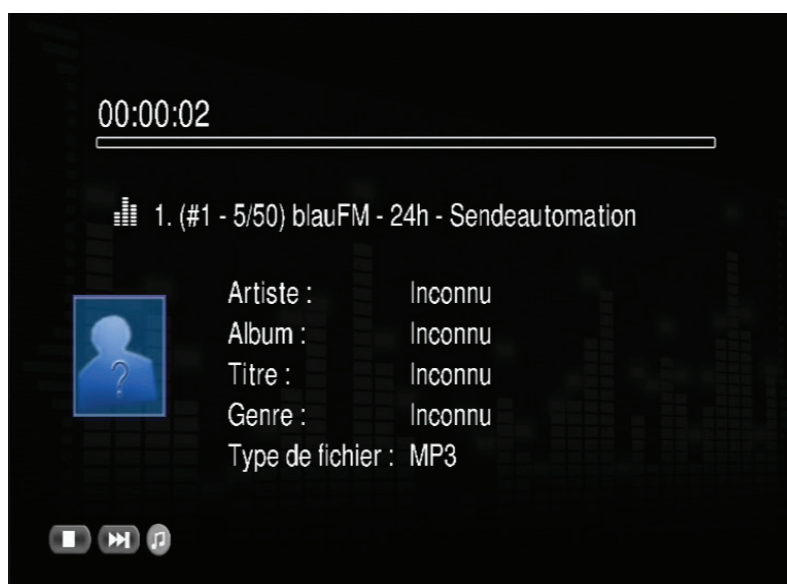 00:00:02
1. (#1 - 5/50) blauFM - 24h - Sendeautomation
Artiste : Inconnu
Album : Inconnu
Titre : Inconnu
Genre : Inconnu
Type de fichier : MP3